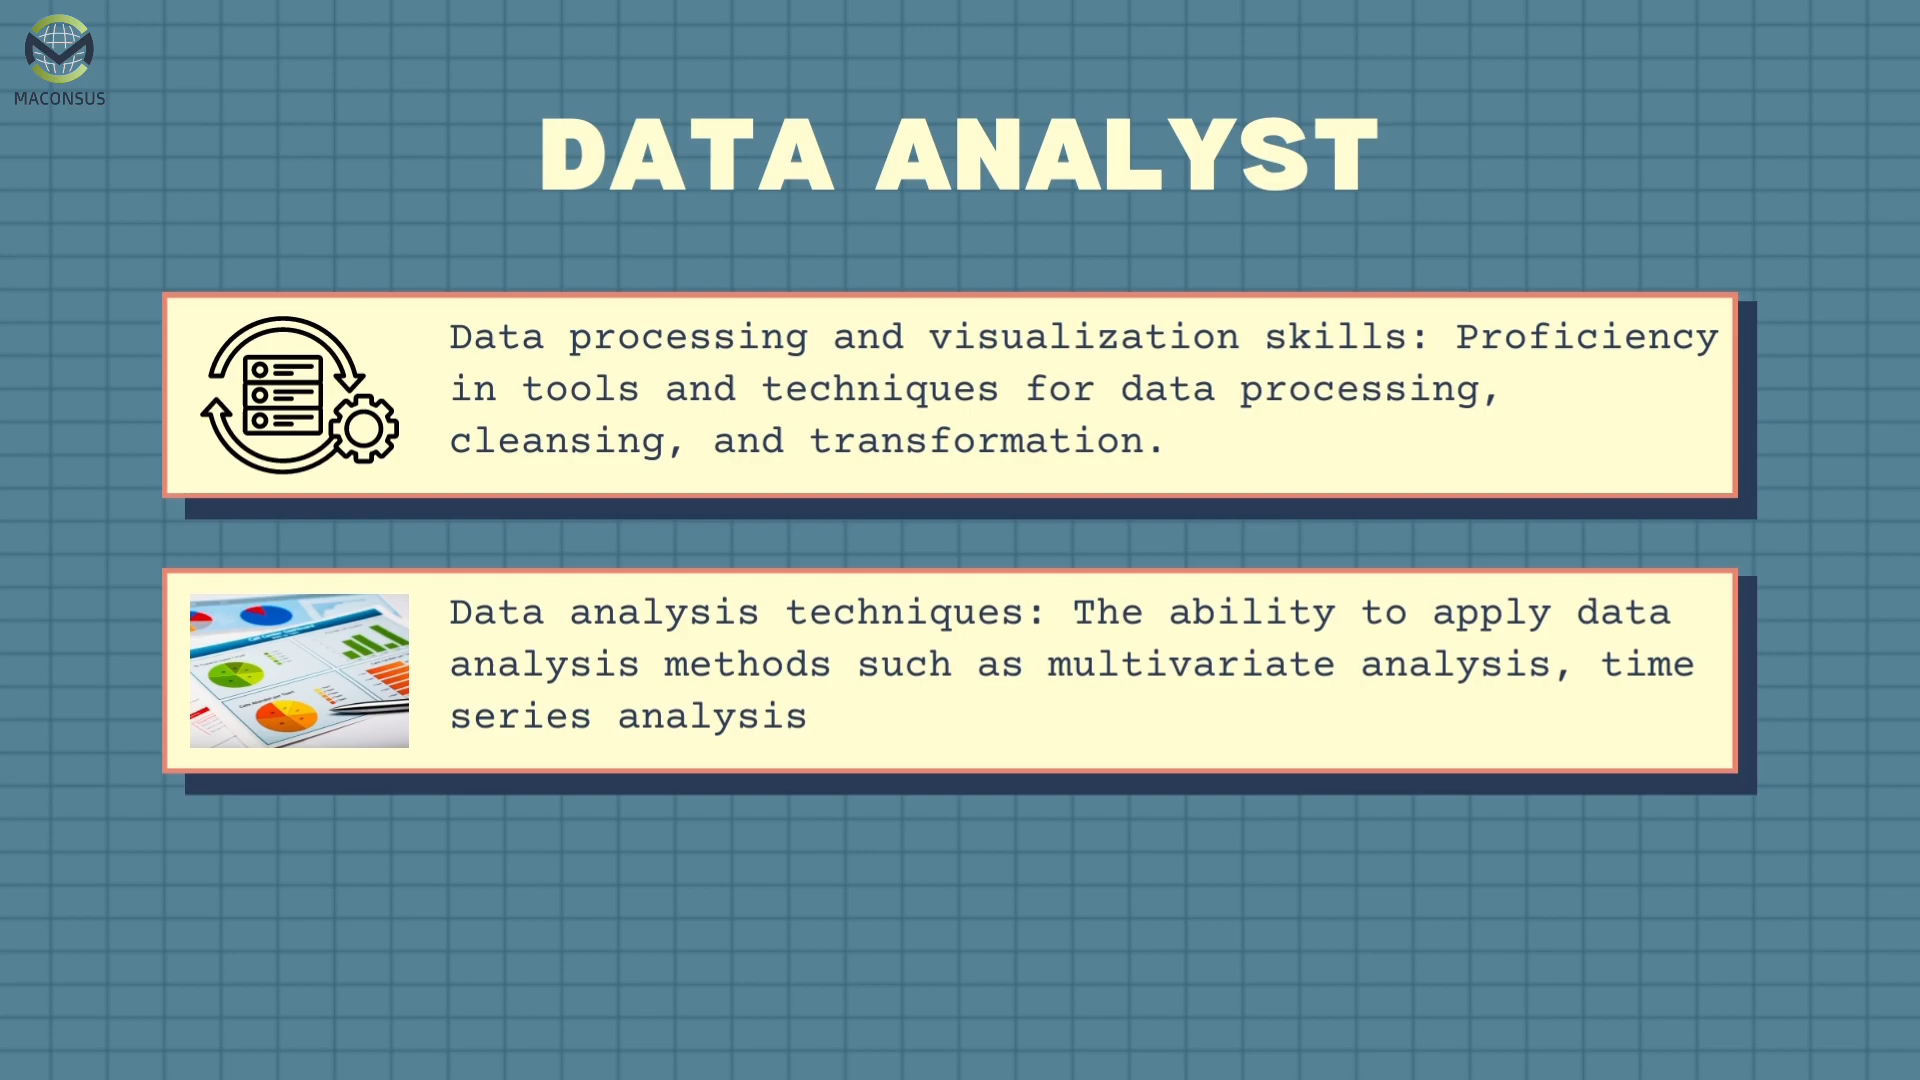 MACONSUS
DATA ANALYST
Data processing and visualization skills: Proficiency
in tools and techniques for data processing,
cleansing, and transformation.
Data analysis techniques: The ability to apply data
analysis methods such as multivariate analysis, time
series analysis